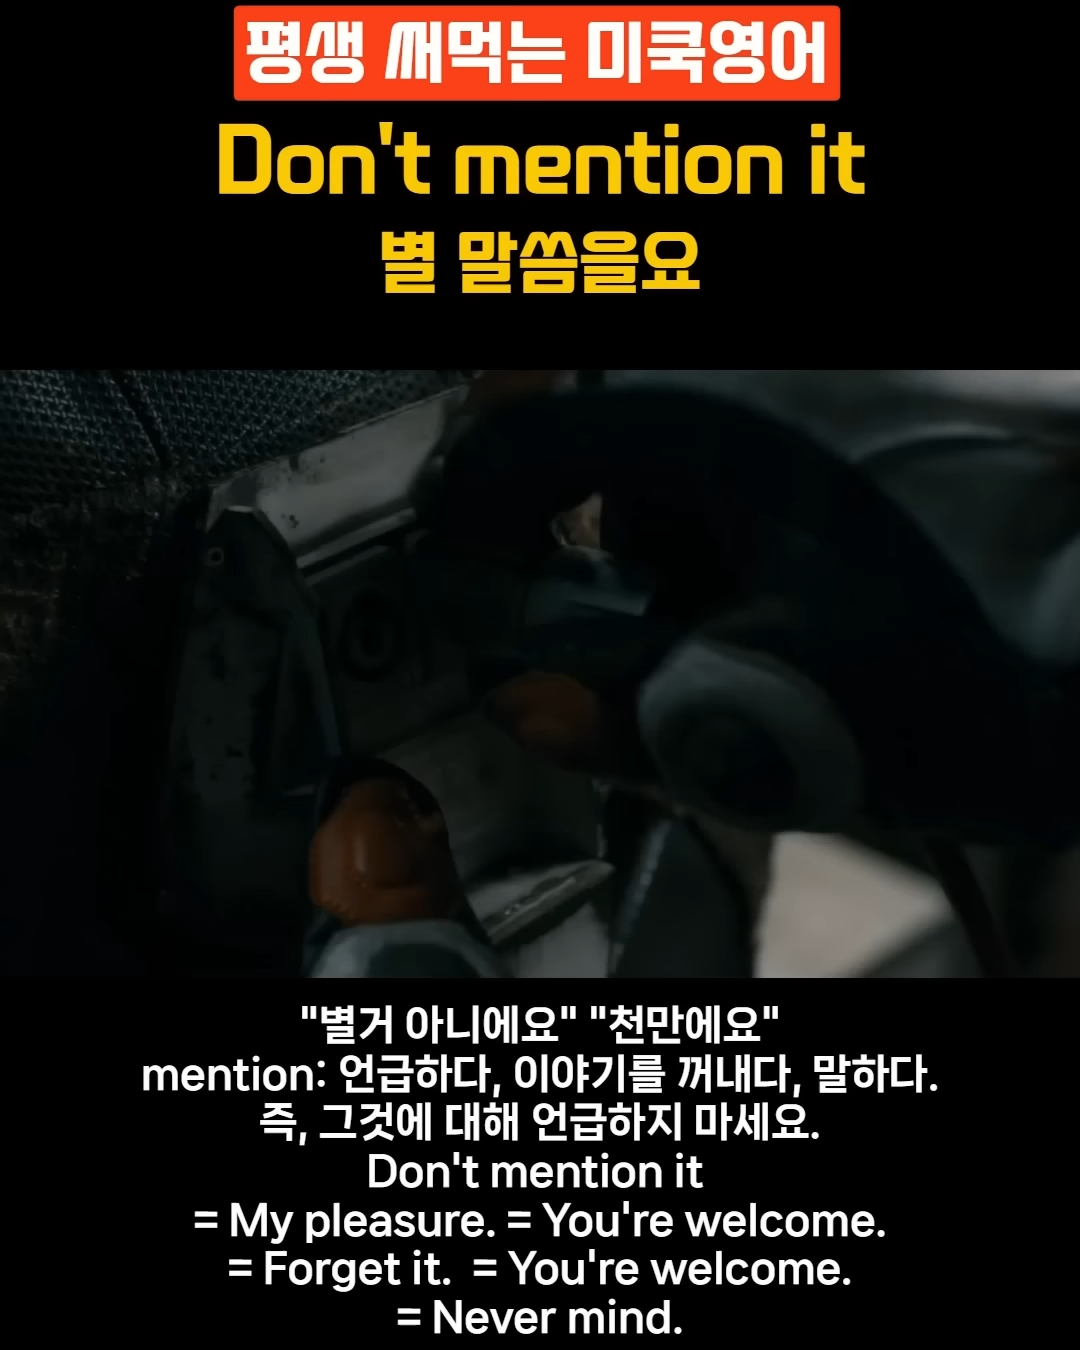 평생 써먹는 미쿡영어
Don't mention it
별 말씀을요
"별거 아니에요" "천만에요"
mention: 언급하다, 이야기를 꺼내다, 말하다.
즉, 그것에 대해 언급하지 마세요.
Don't mention it
= My pleasure. = You're welcome.
= Forget it.  = You're welcome.
= Never mind.